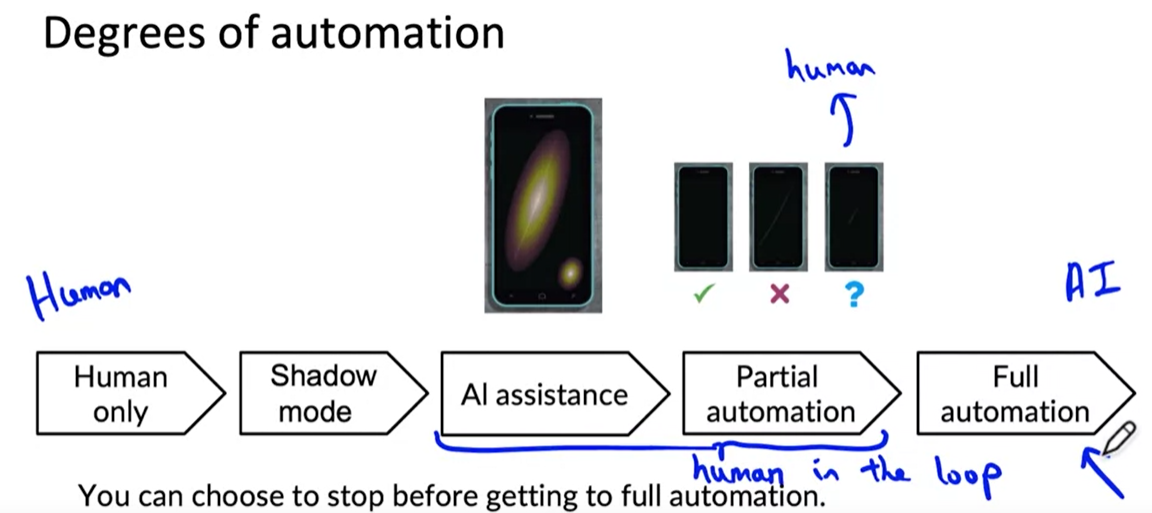 Degrees of automation
human
✓ ✗ ?
Human
AI
Human
only
Shadow
mode
AI assistance
Partial
automation
Full
automation
human in the loop
You can choose to stop before getting to full automation.